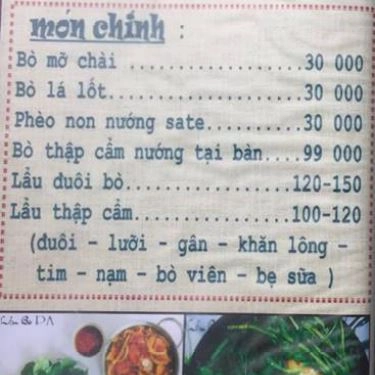 món chính :
Bò mỡ chài ..................30 000
Bò lá lốt....................30 000
Phèo non nướng sate..........30 000
Bò thập cẩm nướng tại bàn....99 000
Lẩu đuôi bò.................120-150
Lẩu thập cẩm................100-120
(đuôi - lưỡi - gân - khăn lông -
tim - nạm - bò viên - bẹ sữa )